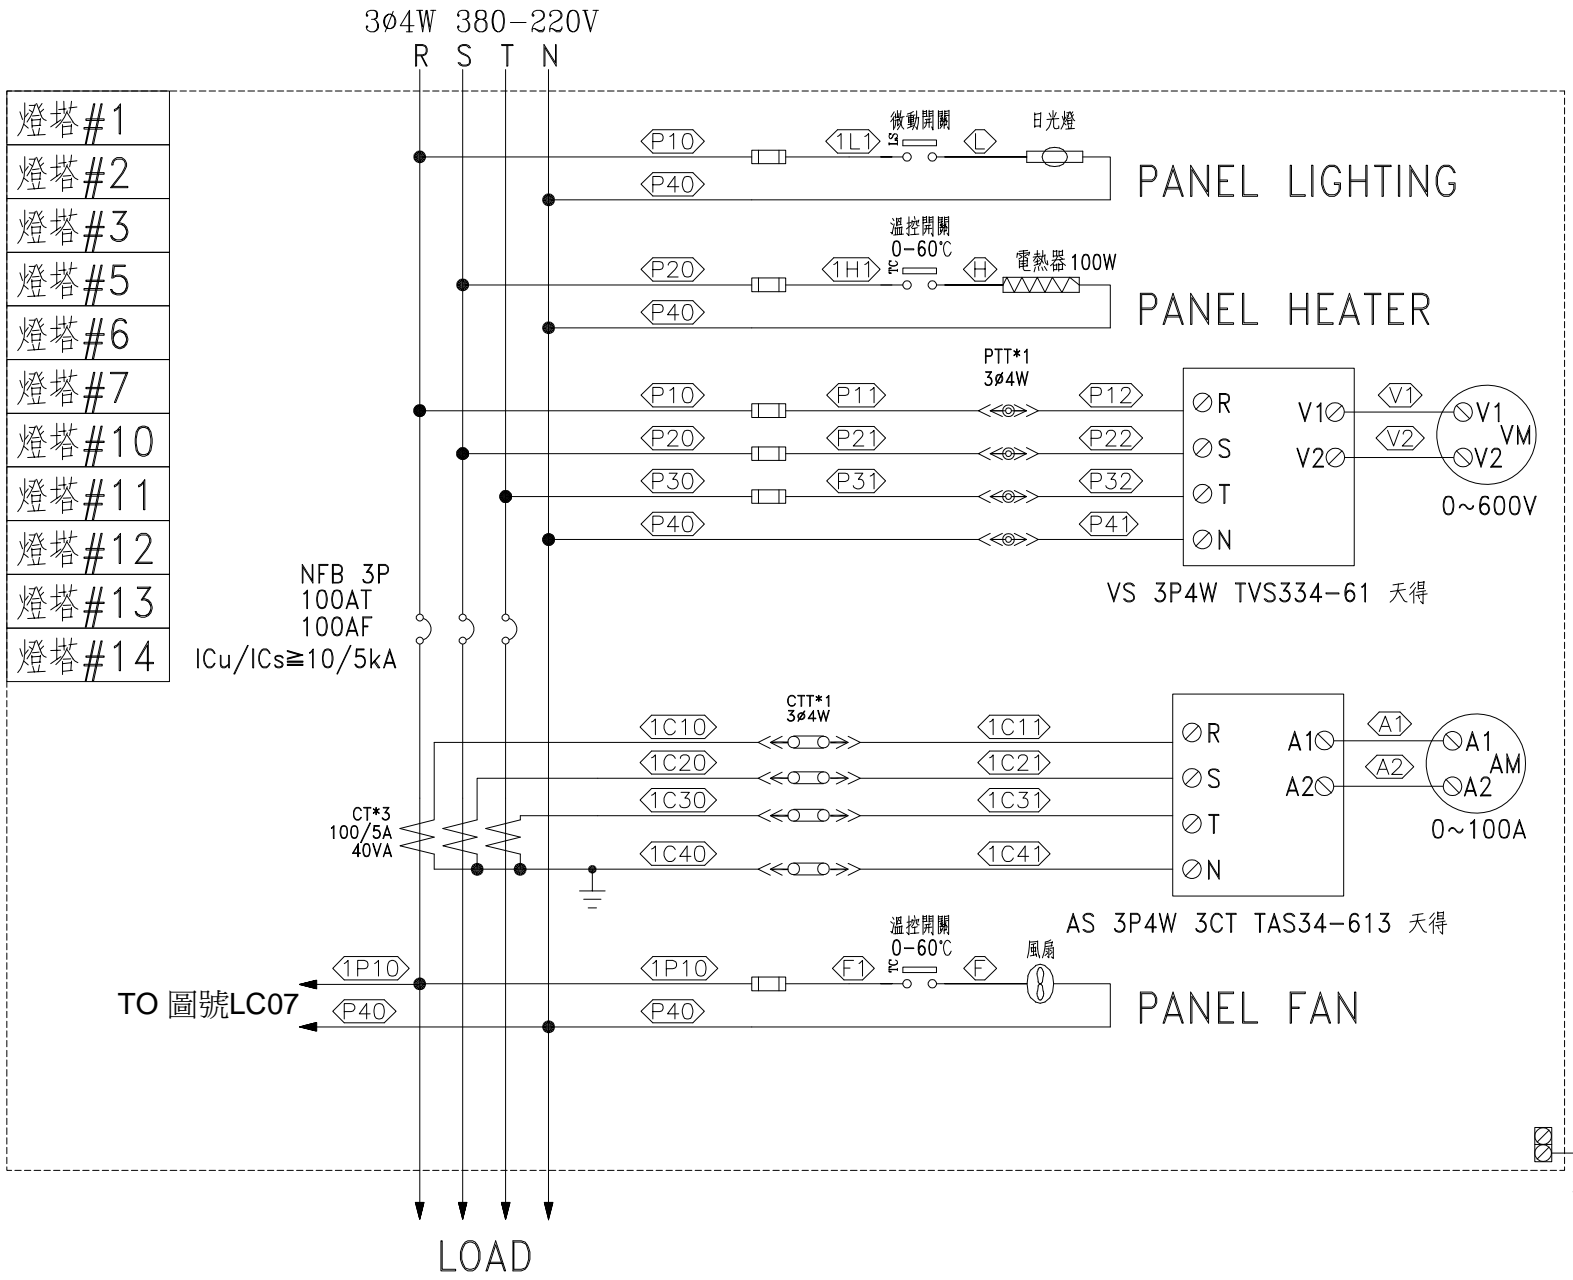 3ø4W 380-220V
R S T N
燈塔#1
燈塔#2
燈塔#3
燈塔#5
燈塔#6
燈塔#7
燈塔#10
燈塔#11
燈塔#12
燈塔#13
燈塔#14
P10
1L1
微動開關
LS
L
日光燈
P40
PANEL LIGHTING
P20
1H1
溫控開關
0-60℃
TC
H
電熱器100W
P40
PANEL HEATER
PTT*1
3ø4W
P10 P11 P12
P20 P21 P22
P30 P31 P32
P40 P41
R
S
T
N
V1
V2
V1
V2
V1
V2
VM
0~600V
VS 3P4W TVS334-61 天得
NFB 3P
100AT
100AF
ICu/ICs≧10/5kA
CTT*1
3ø4W
1C10 1C11
1C20 1C21
1C30 1C31
1C40 1C41
CT*3
100/5A
40VA
R
S
T
N
A1
A2
A1
A2
A1
A2
AM
0~100A
AS 3P4W 3CT TAS34-613 天得
1P10
P40
TO 圖號LC07
1P10
F1
溫控開關
0-60℃
TC
F
風扇
P40
PANEL FAN
LOAD